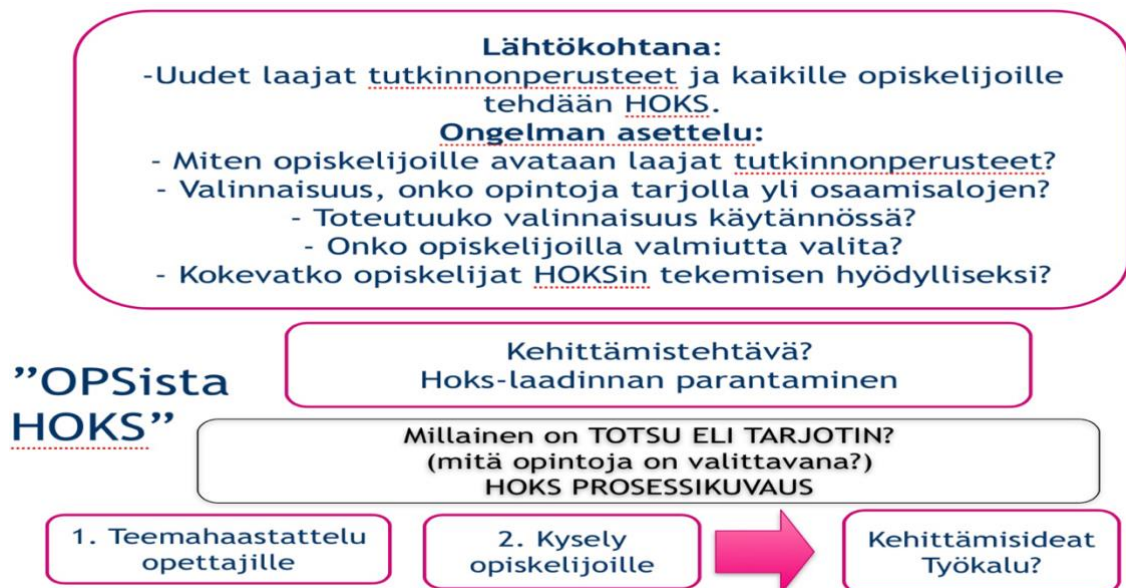 Lähtökohtana:
-Uudet laajat tutkinnonperusteet ja kaikille opiskelijoille
tehdään HOKS.
Ongelman asettelu:
- Miten opiskelijoille avataan laajat tutkinnonperusteet?
- Valinnaisuus, onko opintoja tarjolla yli osaamisalojen?
- Toteutuuko valinnaisuus käytännössä?
- Onko opiskelijoilla valmiutta valita?
- Kokevatko opiskelijat HOKSin tekemisen hyödylliseksi?
Kehittämistehtävä?
Hoks-laadinnan parantaminen
”OPSista
HOKS”
Millainen on TOTSU ELI TARJOTIN?
(mitä opintoja on valittavana?)
HOKS PROSESSIKUVAUS
1. Teemahaastattelu
opettajille
2. Kysely
opiskelijoille
Kehittämisideat
Työkalu?